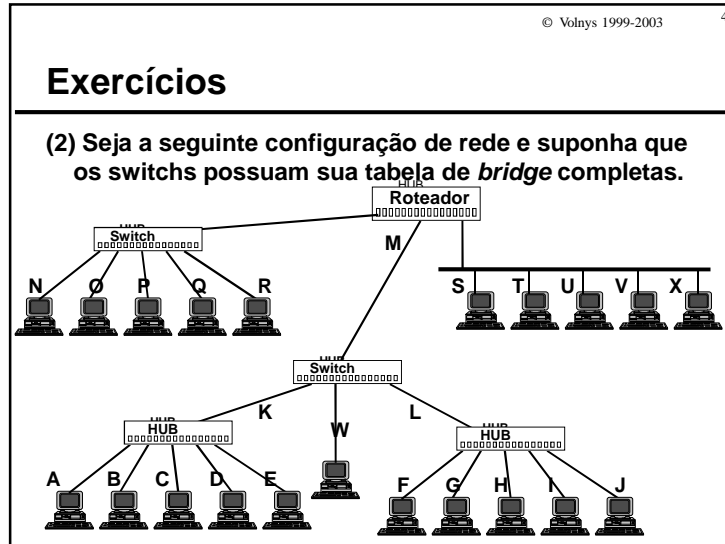 © Volnys 1999-2003
4
Exercícios
(2) Seja a seguinte configuração de rede e suponha que
os switchs possuam sua tabela de bridge completas.
HUB
Roteador
HUB
Switch
M
N O P Q R
S T U V X
HUB
Switch
K
W
L
HUB
HUB
HUB
HUB
A B C D E
F G H I J